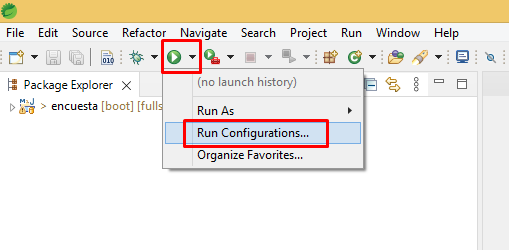 File Edit Source Refactor Navigate Search Project Run Window Help
010
Package Explorer
(no launch history)
encuesta [boot] [fulls
Run As
Run Configurations...
Organize Favorites...